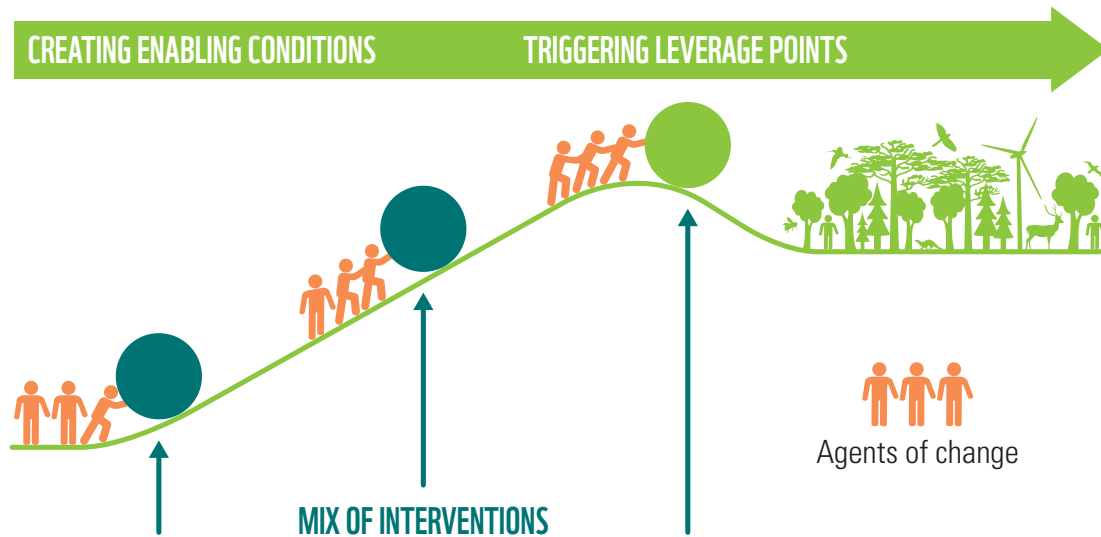 CREATING ENABLING CONDITIONS
TRIGGERING LEVERAGE POINTS
Agents of change
MIX OF INTERVENTIONS